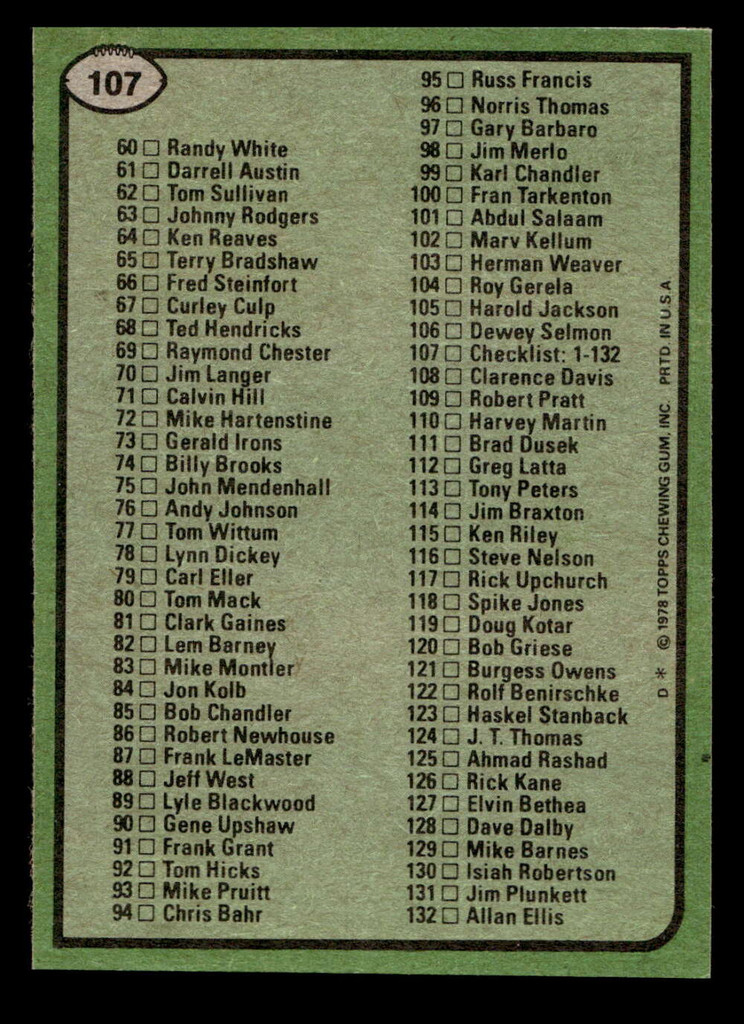 107
60 □ Randy White
61 □ Darrell Austin
62 □ Tom Sullivan
63 □ Johnny Rodgers
64 □ Ken Reaves
65 □ Terry Bradshaw
66 □ Fred Steinfort
67 □ Curley Culp
68 □ Ted Hendricks
69 □ Raymond Chester
70 □ Jim Langer
71 □ Calvin Hill
72 □ Mike Hartenstine
73 □ Gerald Irons
74 □ Billy Brooks
75 □ John Mendenhall
76 □ Andy Johnson
77 □ Tom Wittum
78 □ Lynn Dickey
79 □ Carl Eller
80 □ Tom Mack
81 □ Clark Gaines
82 □ Lem Barney
83 □ Mike Montler
84 □ Jon Kolb
85 □ Bob Chandler
86 □ Robert Newhouse
87 □ Frank LeMaster
88 □ Jeff West
89 □ Lyle Blackwood
90 □ Gene Upshaw
91 □ Frank Grant
92 □ Tom Hicks
93 □ Mike Pruitt
94 □ Chris Bahr
95 □ Russ Francis
96 □ Norris Thomas
97 □ Gary Barbaro
98 □ Jim Merlo
99 □ Karl Chandler
100 □ Fran Tarkenton
101 □ Abdul Salaam
102 □ Marv Kellum
103 □ Herman Weaver
104 □ Roy Gerela
105 □ Harold Jackson
106 □ Dewey Selmon
107 □ Checklist: 1-132
108 □ Clarence Davis
109 □ Robert Pratt
110 □ Harvey Martin
111 □ Brad Dusek
112 □ Greg Latta
113 □ Tony Peters
114 □ Jim Braxton
115 □ Ken Riley
116 □ Steve Nelson
117 □ Rick Upchurch
118 □ Spike Jones
119 □ Doug Kotar
120 □ Bob Griese
121 □ Burgess Owens
122 □ Rolf Benirschke
123 □ Haskel Stanback
124 □ J. T. Thomas
125 □ Ahmad Rashad
126 □ Rick Kane
127 □ Elvin Bethea
128 □ Dave Dalby
129 □ Mike Barnes
130 □ Isiah Robertson
131 □ Jim Plunkett
132 □ Allan Ellis
D * © 1978 TOPPS CHEWING GUM, INC. PRTD. IN U.S.A